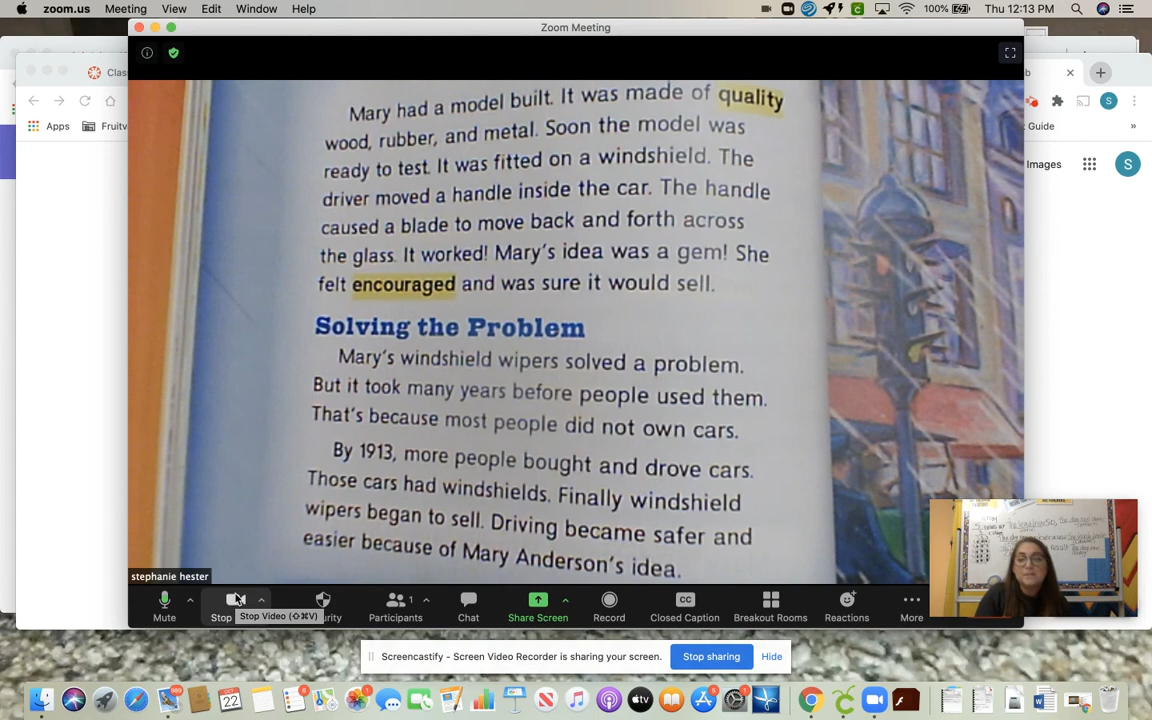 zoom.us Meeting View Edit Window Help 100% Thu 12:13 PM
Zoom Meeting
Clas
Apps Fruitv
Guide
Images
S
S
Mary had a model built. It was made of quality
wood, rubber, and metal. Soon the model was
ready to test. It was fitted on a windshield. The
driver moved a handle inside the car. The handle
caused a blade to move back and forth across
the glass. It worked! Mary's idea was a gem! She
felt encouraged and was sure it would sell.
Solving the Problem
Mary's windshield wipers solved a problem.
But it took many years before people used them.
That's because most people did not own cars.
By 1913, more people bought and drove cars.
Those cars had windshields. Finally windshield
wipers began to sell. Driving became safer and
easier because of Mary Anderson's idea.
stephanie hester
Mute Stop urity Participants 1 Chat Share Screen Record Closed Caption Breakout Rooms Reactions More
Stop Video (⇧⌘V)
Screencastify - Screen Video Recorder is sharing your screen. Stop sharing Hide
OCT
22